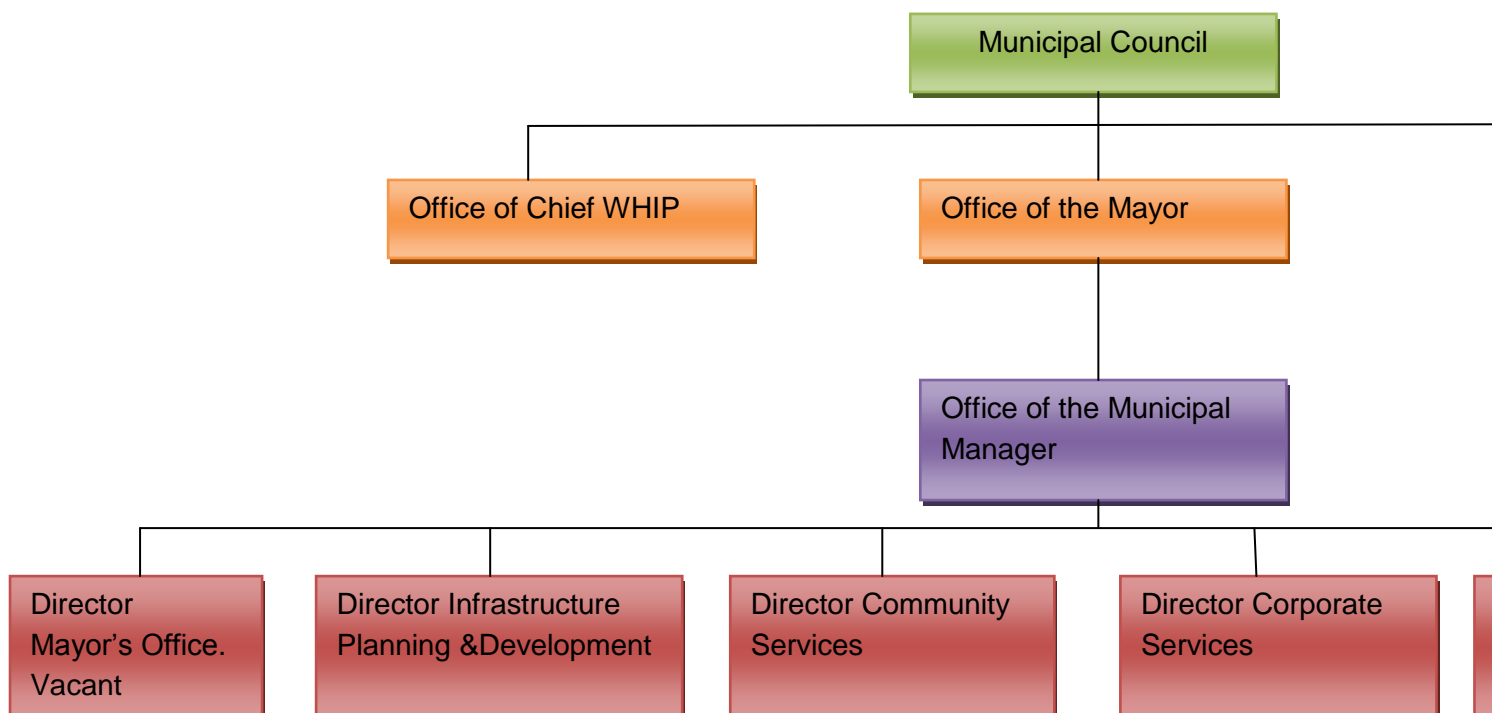 Municipal Council
Office of Chief WHIP
Office of the Mayor
Office of the Municipal
Manager
Director
Mayor’s Office.
Vacant
Director Infrastructure
Planning &Development
Director Community
Services
Director Corporate
Services